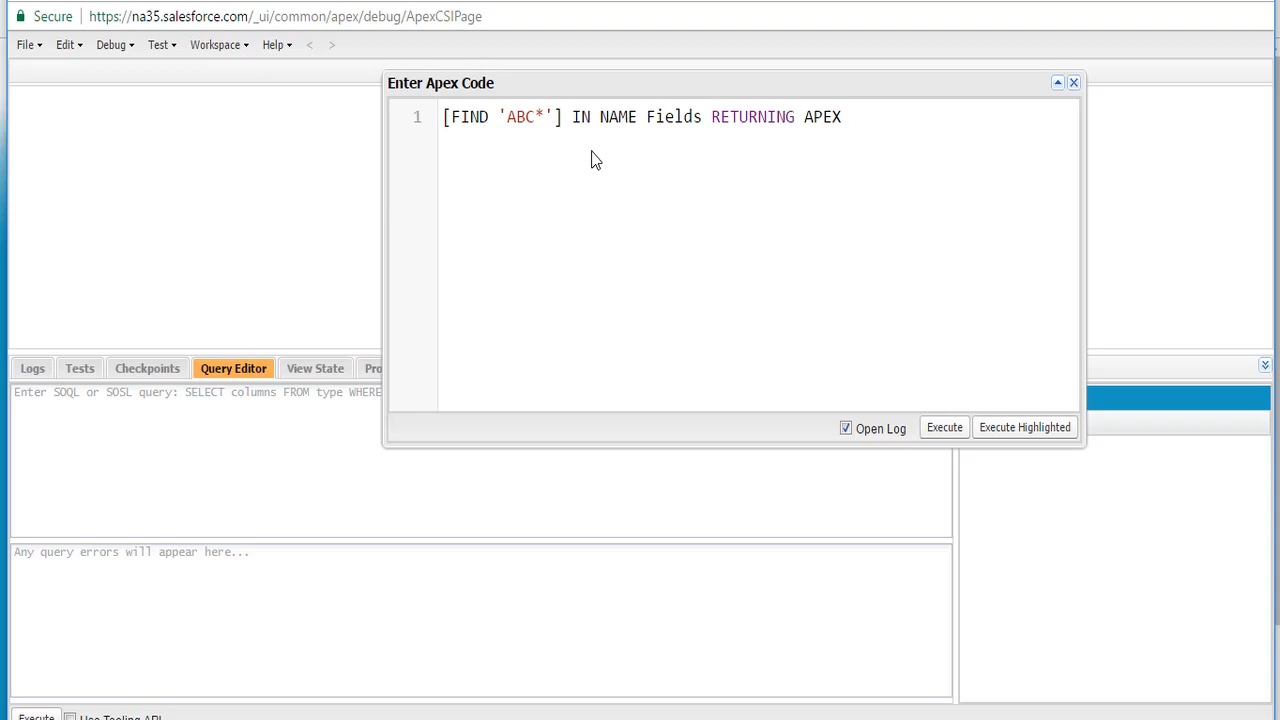 Secure https://na35.salesforce.com/_ui/common/apex/debug/ApexCSIPage
File Edit Debug Test Workspace Help < >
Enter Apex Code
1 [FIND 'ABC*'] IN NAME Fields RETURNING APEX
Open Log Execute Execute Highlighted
Logs Tests Checkpoints Query Editor View State Pro
Enter SOQL or SOSL query: SELECT columns FROM type WHERE
Any query errors will appear here...
Execute Use Tooling API